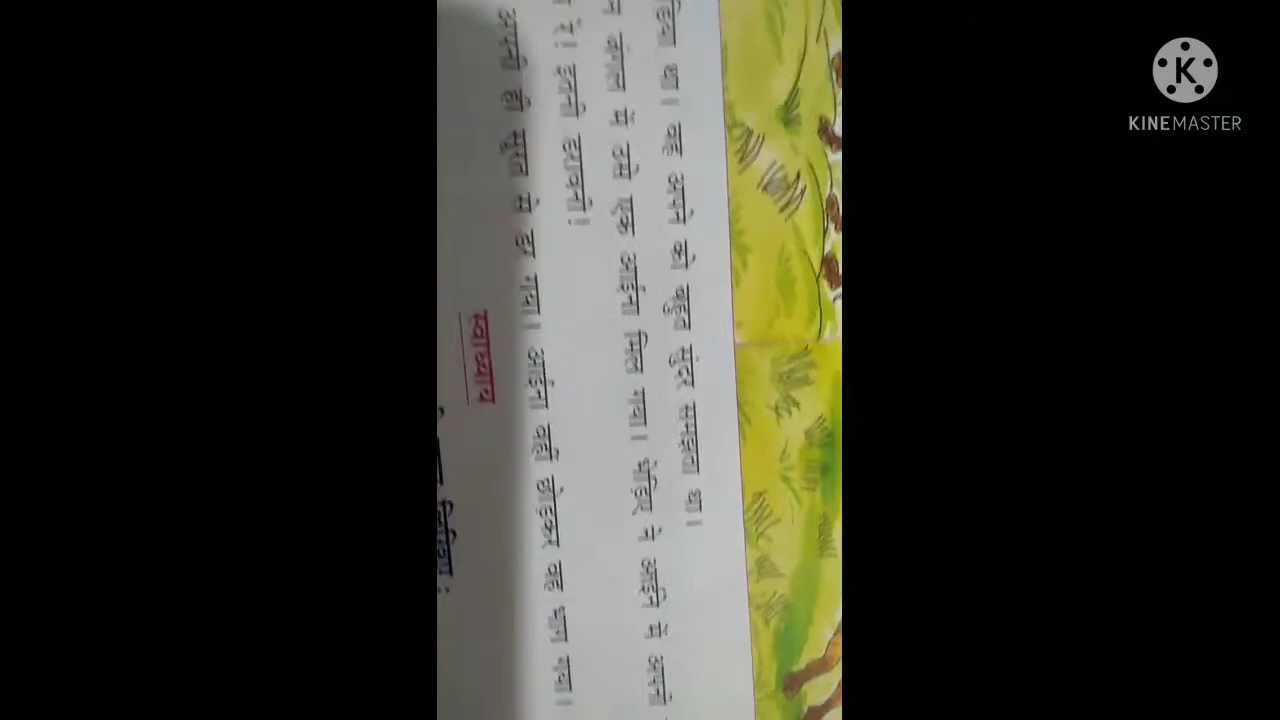 था। वह अपने को बहुत सुंदर समझता था।
जंगल में उसे एक आईना मिल गया। भेड़िए ने आईने में अपनी
रे! इतनी डरावनी!
अपनी ही सूरत से डर गया। आईना वहीं छोड़कर वह भाग गया।
स्वाध्याय
KINEMASTER